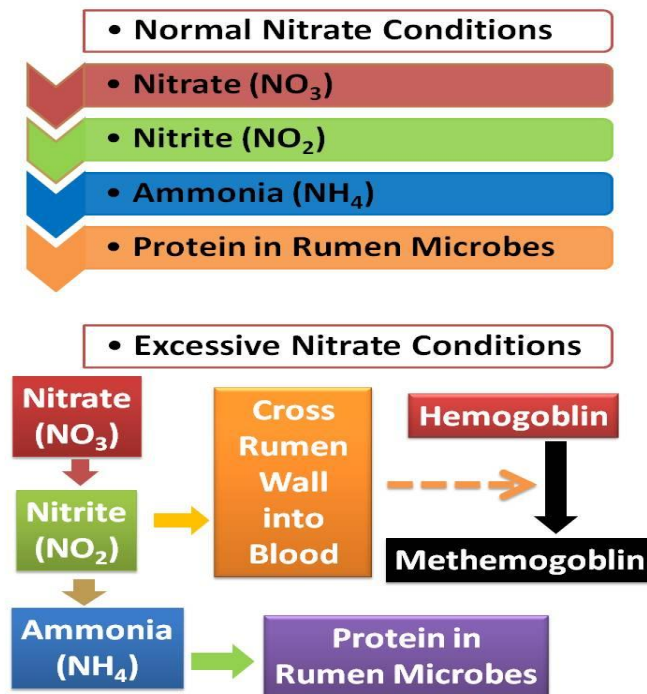 • Normal Nitrate Conditions
• Nitrate (NO₃)
• Nitrite (NO₂)
• Ammonia (NH₄)
• Protein in Rumen Microbes
• Excessive Nitrate Conditions
Nitrate
(NO₃)
Nitrite
(NO₂)
Ammonia
(NH₄)
Cross
Rumen
Wall
into
Blood
Hemogoblin
Methemogoblin
Protein in
Rumen Microbes